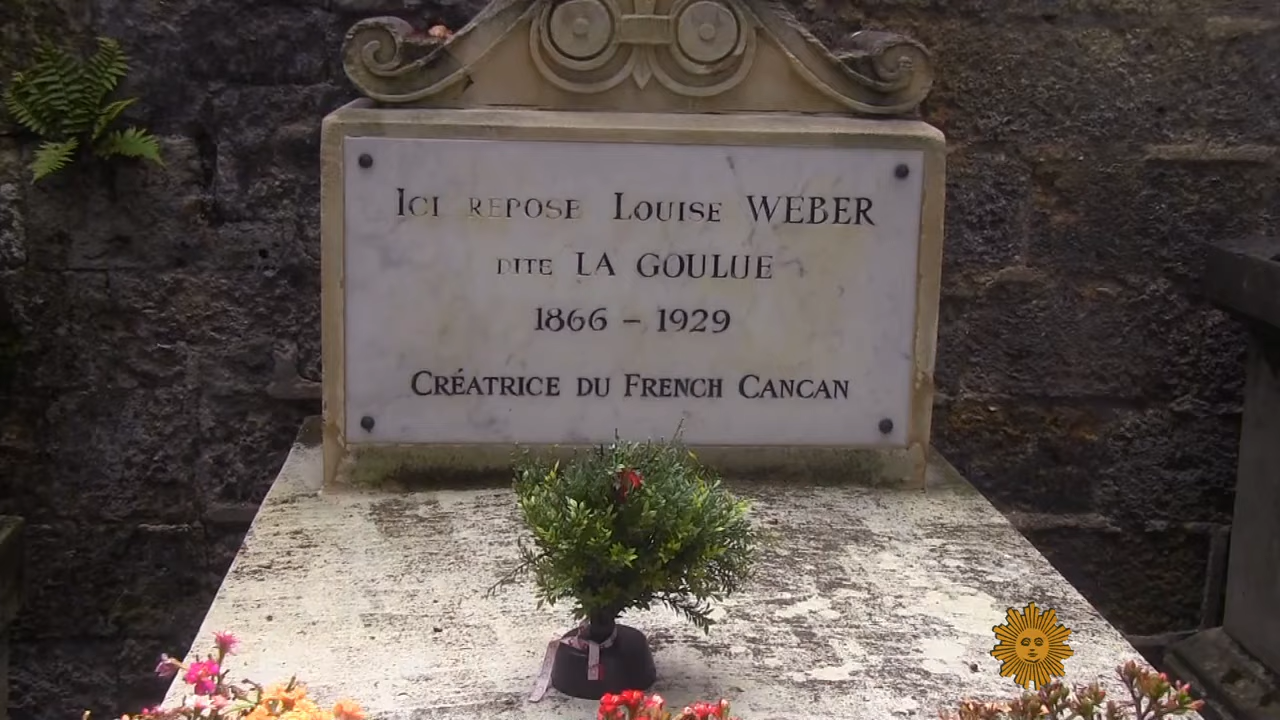 Ici repose Louise WEBER
dite LA GOULUE
1866 – 1929
Créatrice du French Cancan